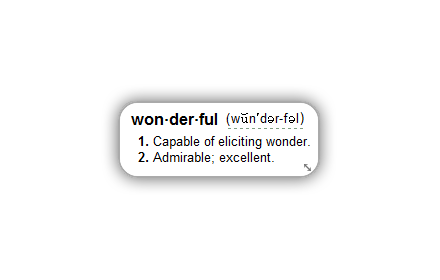 won·der·ful (wŭn′dər-fəl)
1. Capable of eliciting wonder.
2. Admirable; excellent.